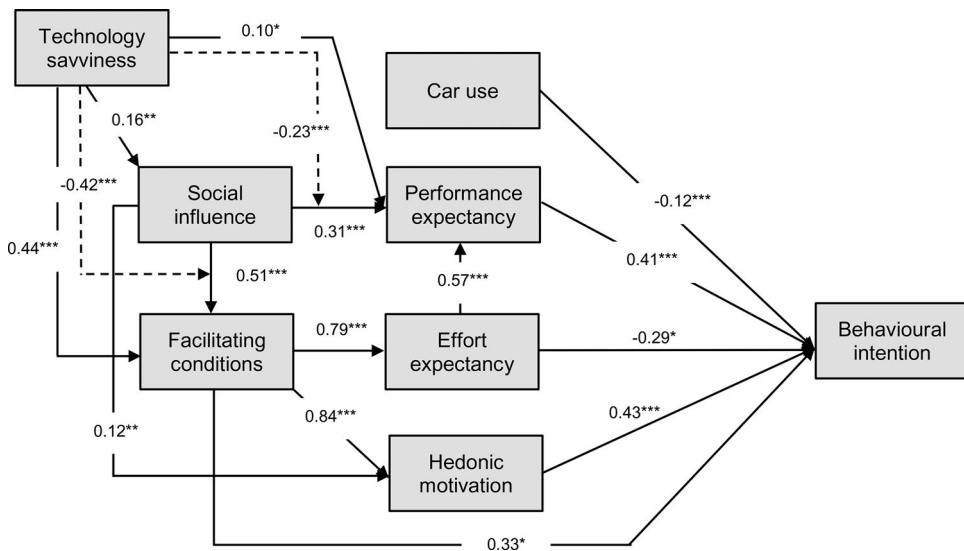 Technology
savviness
0.10*
Car use
0.16**
-0.23***
-0.42***
Social
influence
Performance
expectancy
-0.12***
0.31***
0.41***
0.44***
0.51***
0.57***
Facilitating
conditions
0.79***
Effort
expectancy
-0.29*
Behavioural
intention
0.84***
0.43***
0.12**
Hedonic
motivation
0.33*